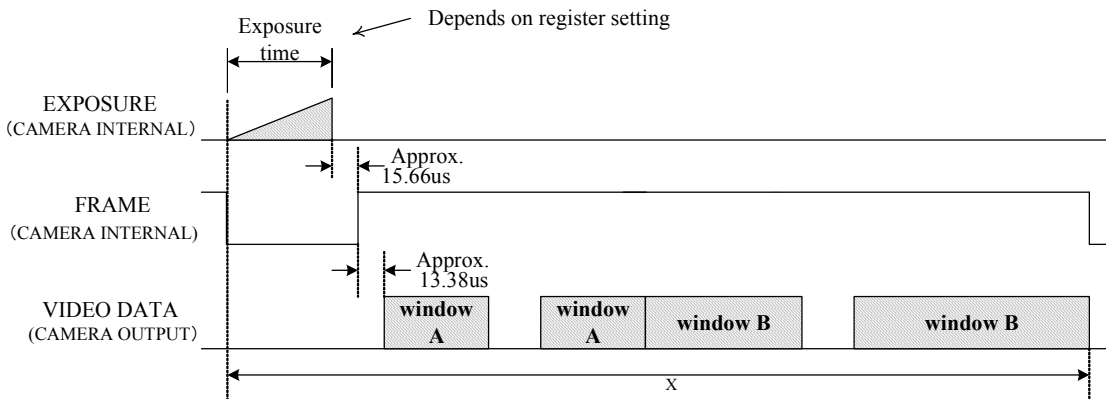 Exposure
time
Depends on register setting
EXPOSURE
（CAMERA INTERNAL）
Approx.
15.66us
FRAME
（CAMERA INTERNAL)
Approx.
13.38us
VIDEO DATA
(CAMERA OUTPUT）
window
A
window
A
window B
window B
X